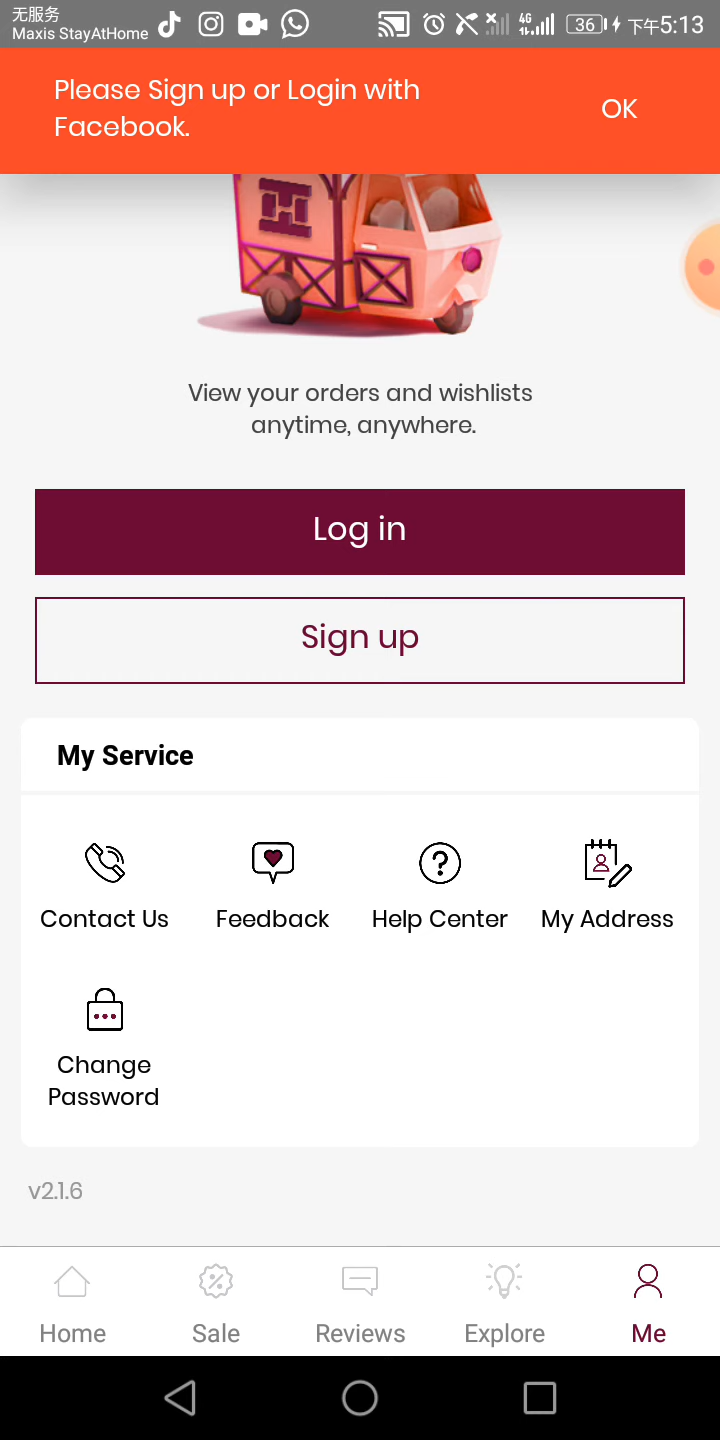 无服务
Maxis StayAtHome
4G
36
下午5:13
Please Sign up or Login with
Facebook.
OK
View your orders and wishlists
anytime, anywhere.
Log in
Sign up
My Service
Contact Us
Feedback
Help Center
My Address
Change
Password
v2.1.6
Home
Sale
Reviews
Explore
Me